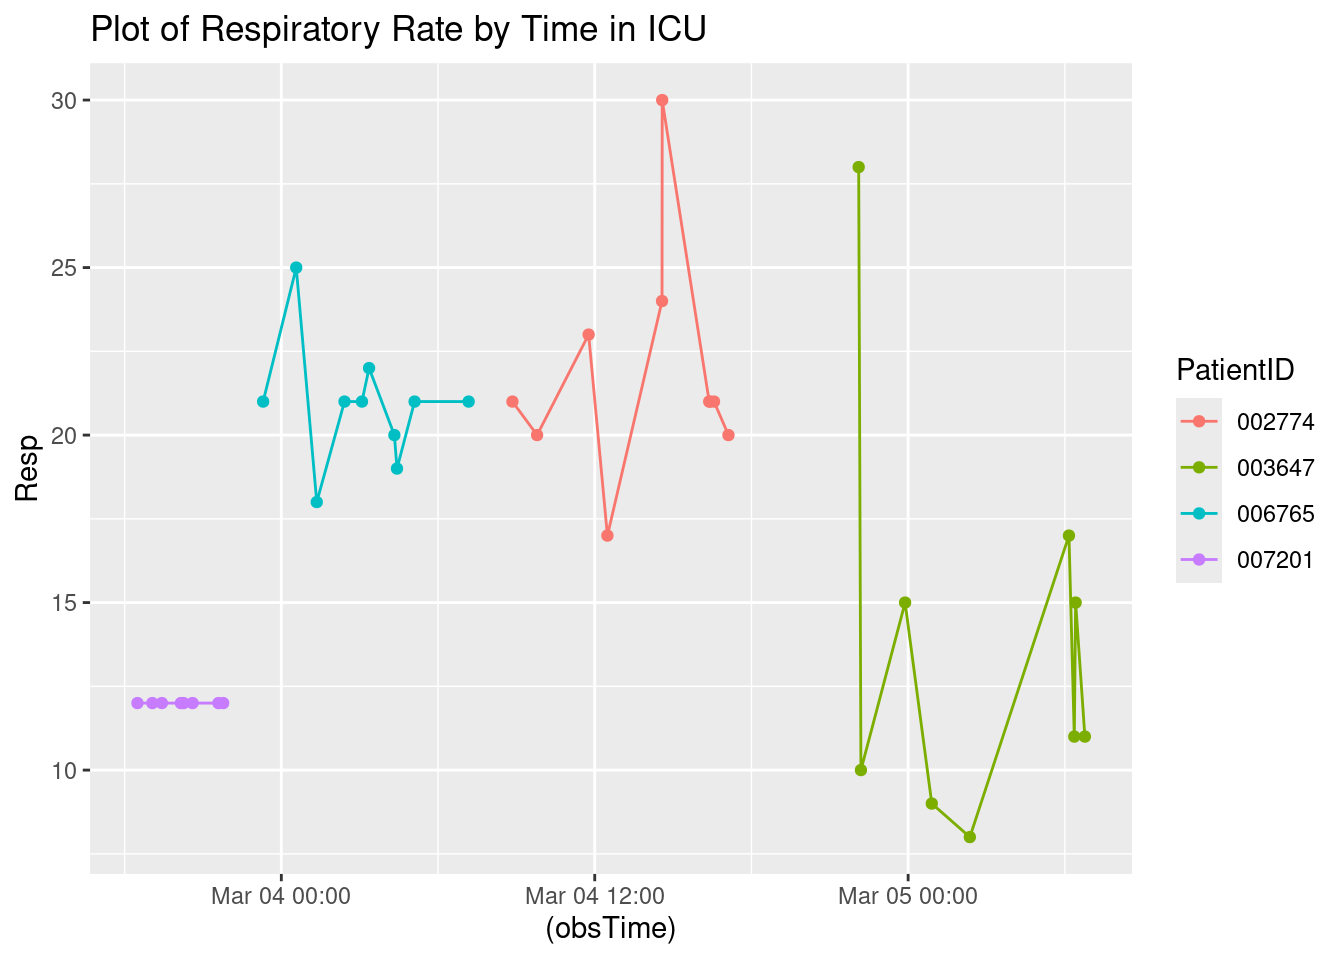 Plot of Respiratory Rate by Time in ICU
30
25
20
15
10
Resp
Mar 04 00:00
Mar 04 12:00
Mar 05 00:00
(obsTime)
PatientID
002774
003647
006765
007201